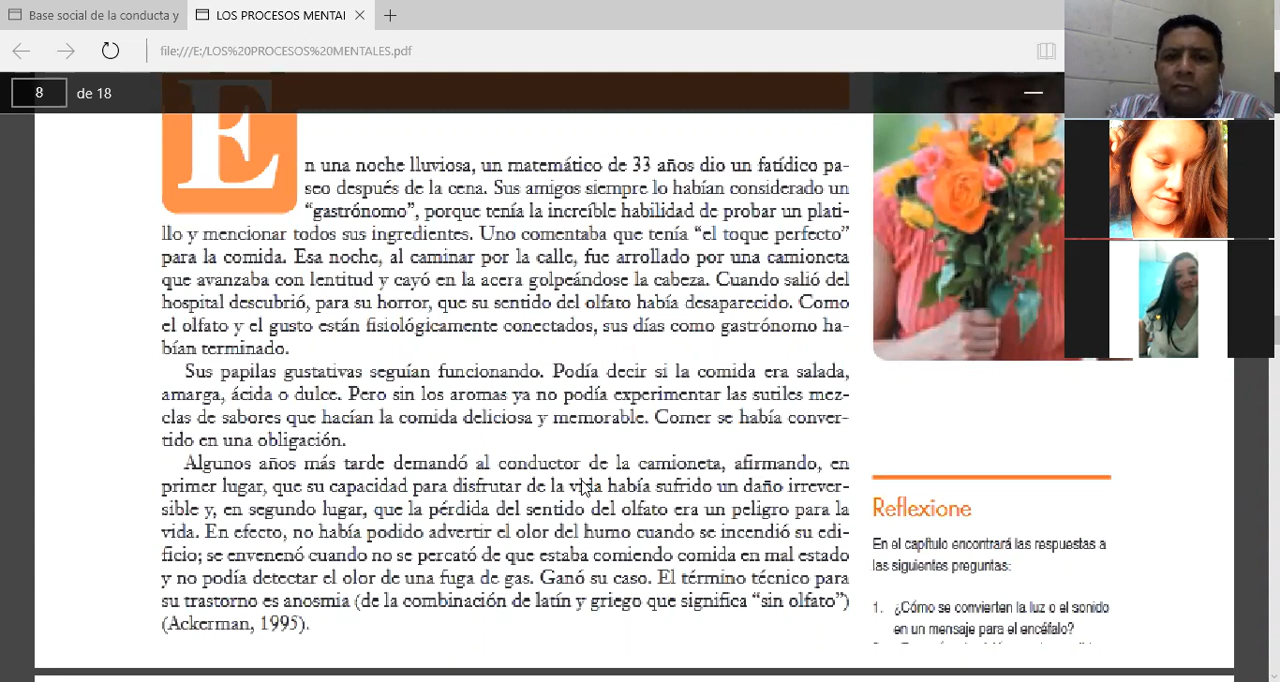 Base social de la conducta y
LOS PROCESOS MENTAI
file:///E:/LOS%20PROCESOS%20MENTALES.pdf
8 de 18
E
n una noche lluviosa, un matemático de 33 años dio un fatídico pa-
seo después de la cena. Sus amigos siempre lo habían considerado un
“gastrónomo”, porque tenía la increíble habilidad de probar un plati-
llo y mencionar todos sus ingredientes. Uno comentaba que tenía “el toque perfecto”
para la comida. Esa noche, al caminar por la calle, fue arrollado por una camioneta
que avanzaba con lentitud y cayó en la acera golpeándose la cabeza. Cuando salió del
hospital descubrió, para su horror, que su sentido del olfato había desaparecido. Como
el olfato y el gusto están fisiológicamente conectados, sus días como gastrónomo ha-
bían terminado.
Sus papilas gustativas seguían funcionando. Podía decir si la comida era salada,
amarga, ácida o dulce. Pero sin los aromas ya no podía experimentar las sutiles mez-
clas de sabores que hacían la comida deliciosa y memorable. Comer se había conver-
tido en una obligación.
Algunos años más tarde demandó al conductor de la camioneta, afirmando, en
primer lugar, que su capacidad para disfrutar de la vida había sufrido un daño irrever-
sible y, en segundo lugar, que la pérdida del sentido del olfato era un peligro para la
vida. En efecto, no había podido advertir el olor del humo cuando se incendió su edi-
ficio; se envenenó cuando no se percató de que estaba comiendo comida en mal estado
y no podía detectar el olor de una fuga de gas. Ganó su caso. El término técnico para
su trastorno es anosmia (de la combinación de latín y griego que significa “sin olfato”)
(Ackerman, 1995).
Reflexione
En el capítulo encontrará las respuestas a
las siguientes preguntas:
1. ¿Cómo se convierten la luz o el sonido
en un mensaje para el encéfalo?